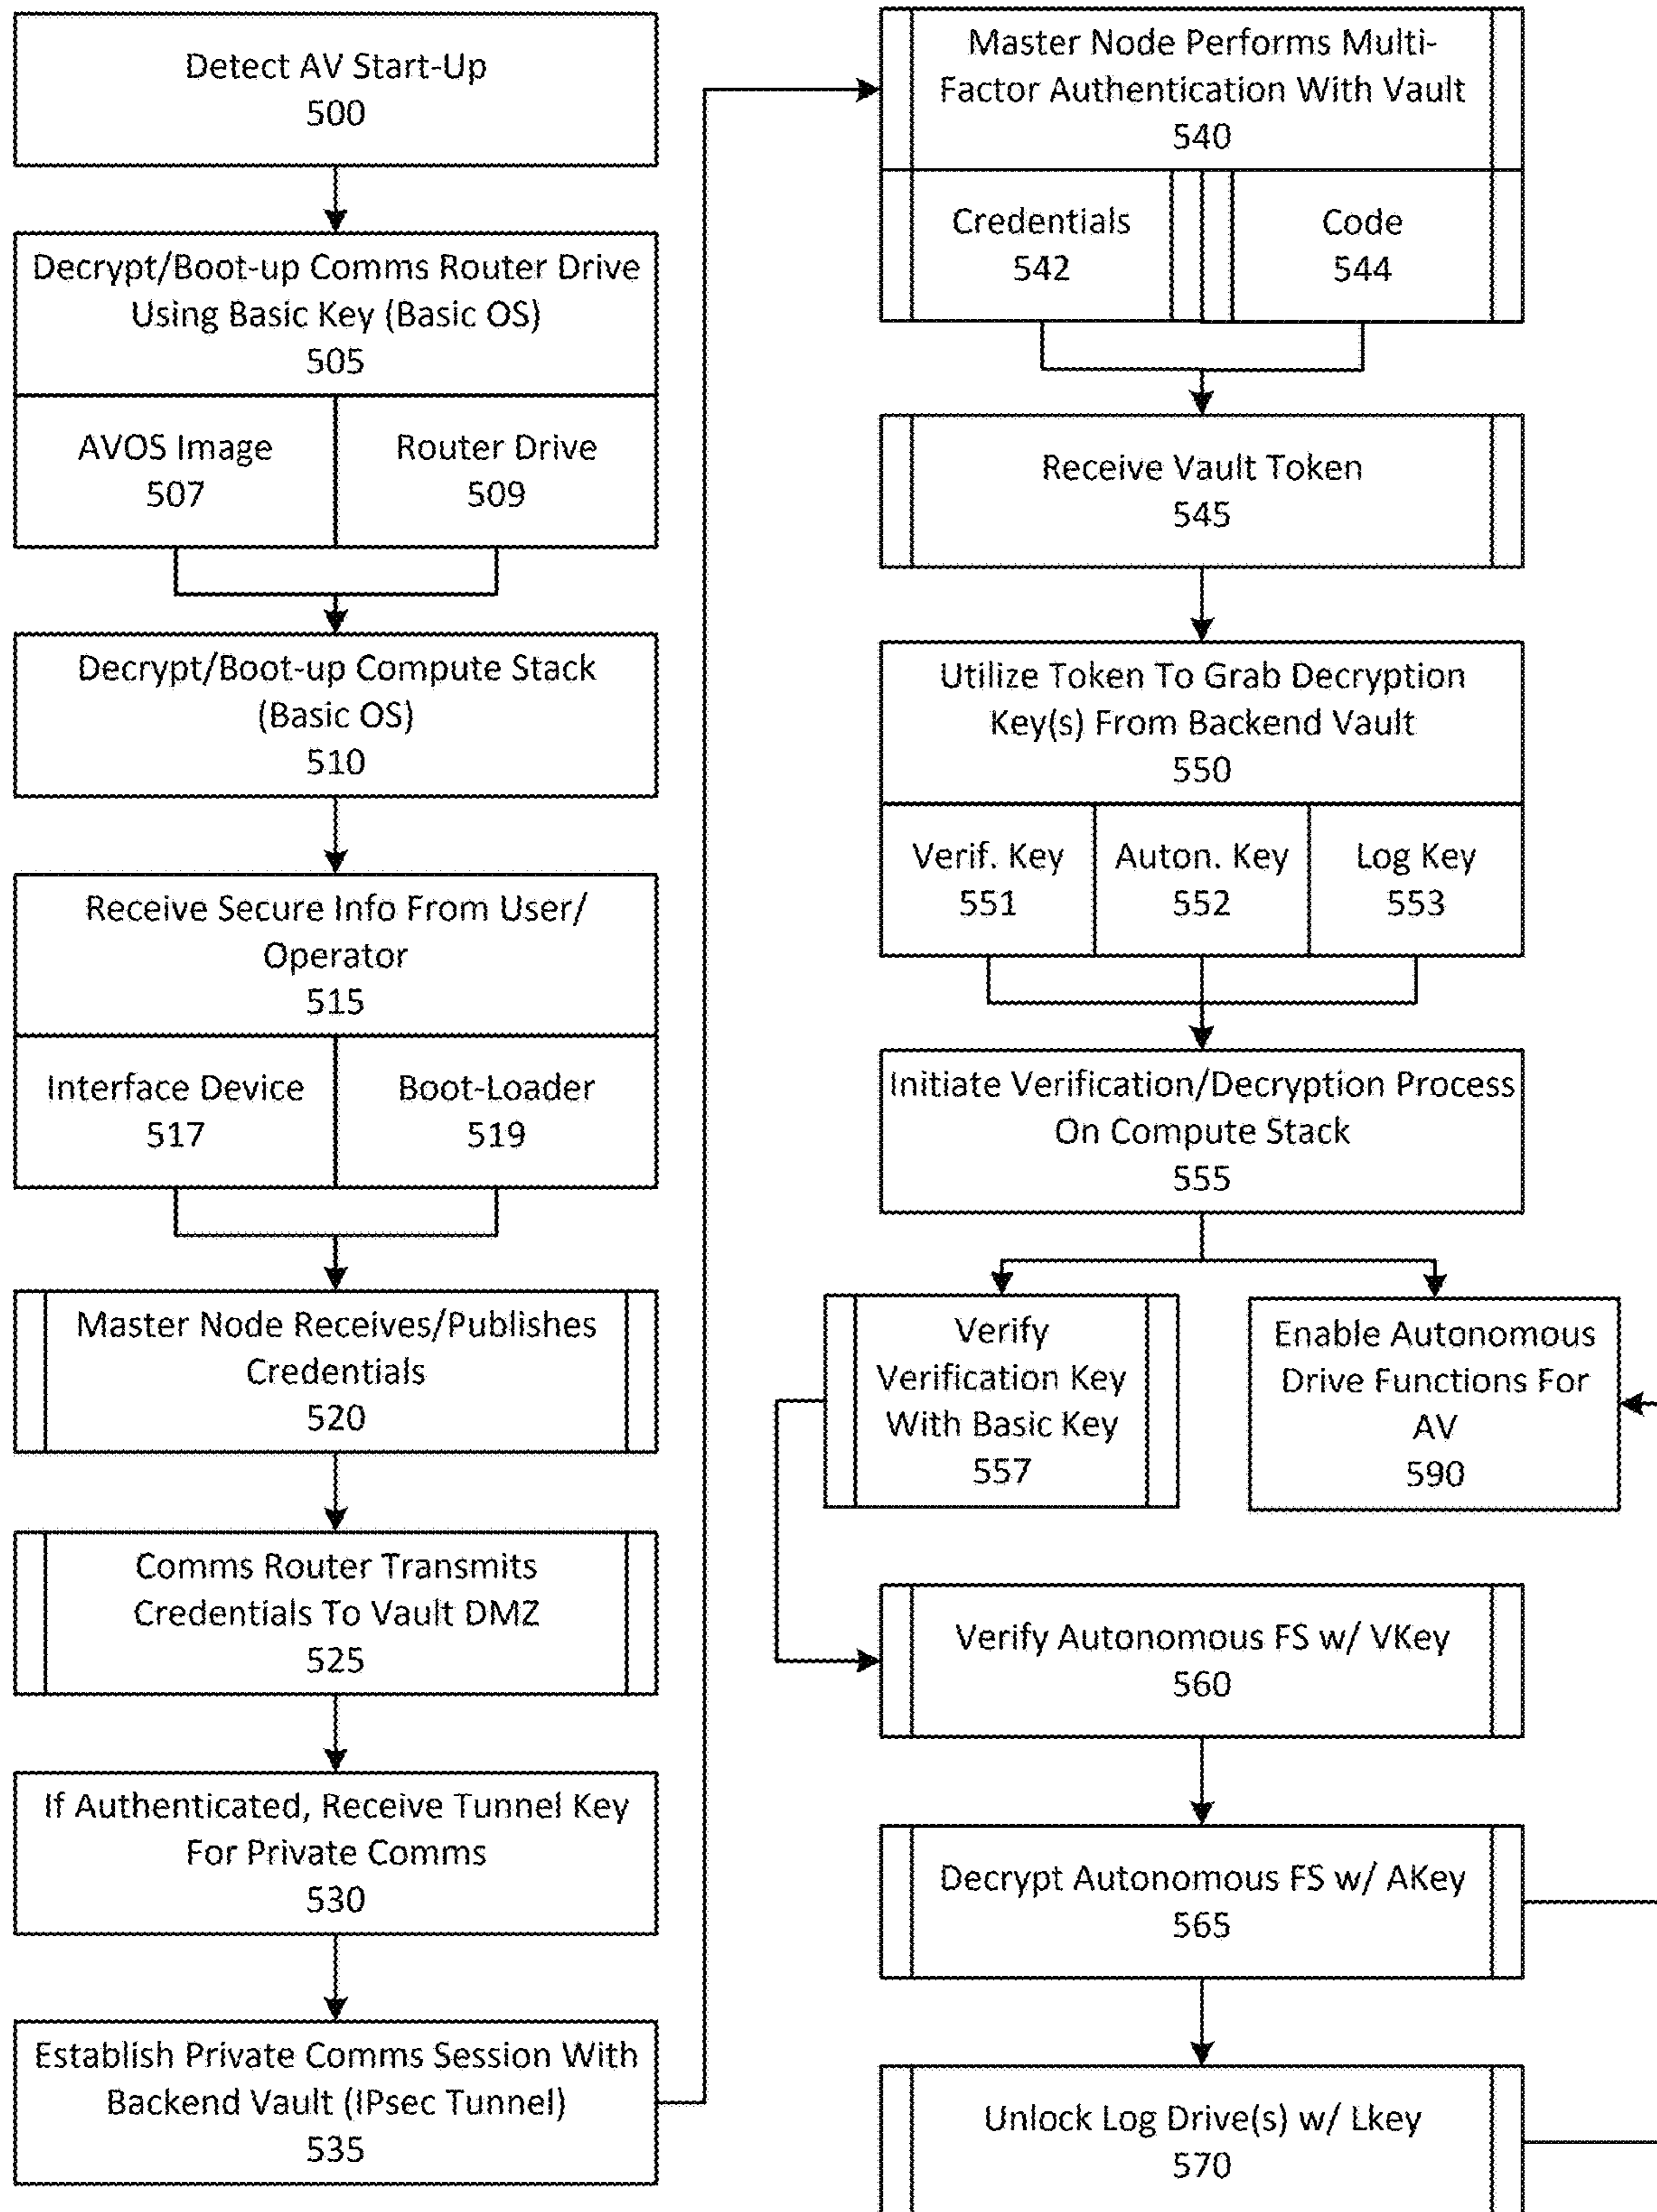 Detect AV Start-Up
500
Decrypt/Boot-up Comms Router Drive
Using Basic Key (Basic OS)
505
AVOS Image
507
Router Drive
509
Decrypt/Boot-up Compute Stack
(Basic OS)
510
Receive Secure Info From User/
Operator
515
Interface Device
517
Boot-Loader
519
Master Node Receives/Publishes
Credentials
520
Comms Router Transmits
Credentials To Vault DMZ
525
If Authenticated, Receive Tunnel Key
For Private Comms
530
Establish Private Comms Session With
Backend Vault (IPsec Tunnel)
535
Master Node Performs Multi-
Factor Authentication With Vault
540
Credentials
542
Code
544
Receive Vault Token
545
Utilize Token To Grab Decryption
Key(s) From Backend Vault
550
Verif. Key
551
Auton. Key
552
Log Key
553
Initiate Verification/Decryption Process
On Compute Stack
555
Verify
Verification Key
With Basic Key
557
Enable Autonomous
Drive Functions For
AV
590
Verify Autonomous FS w/ VKey
560
Decrypt Autonomous FS w/ AKey
565
Unlock Log Drive(s) w/ Lkey
570